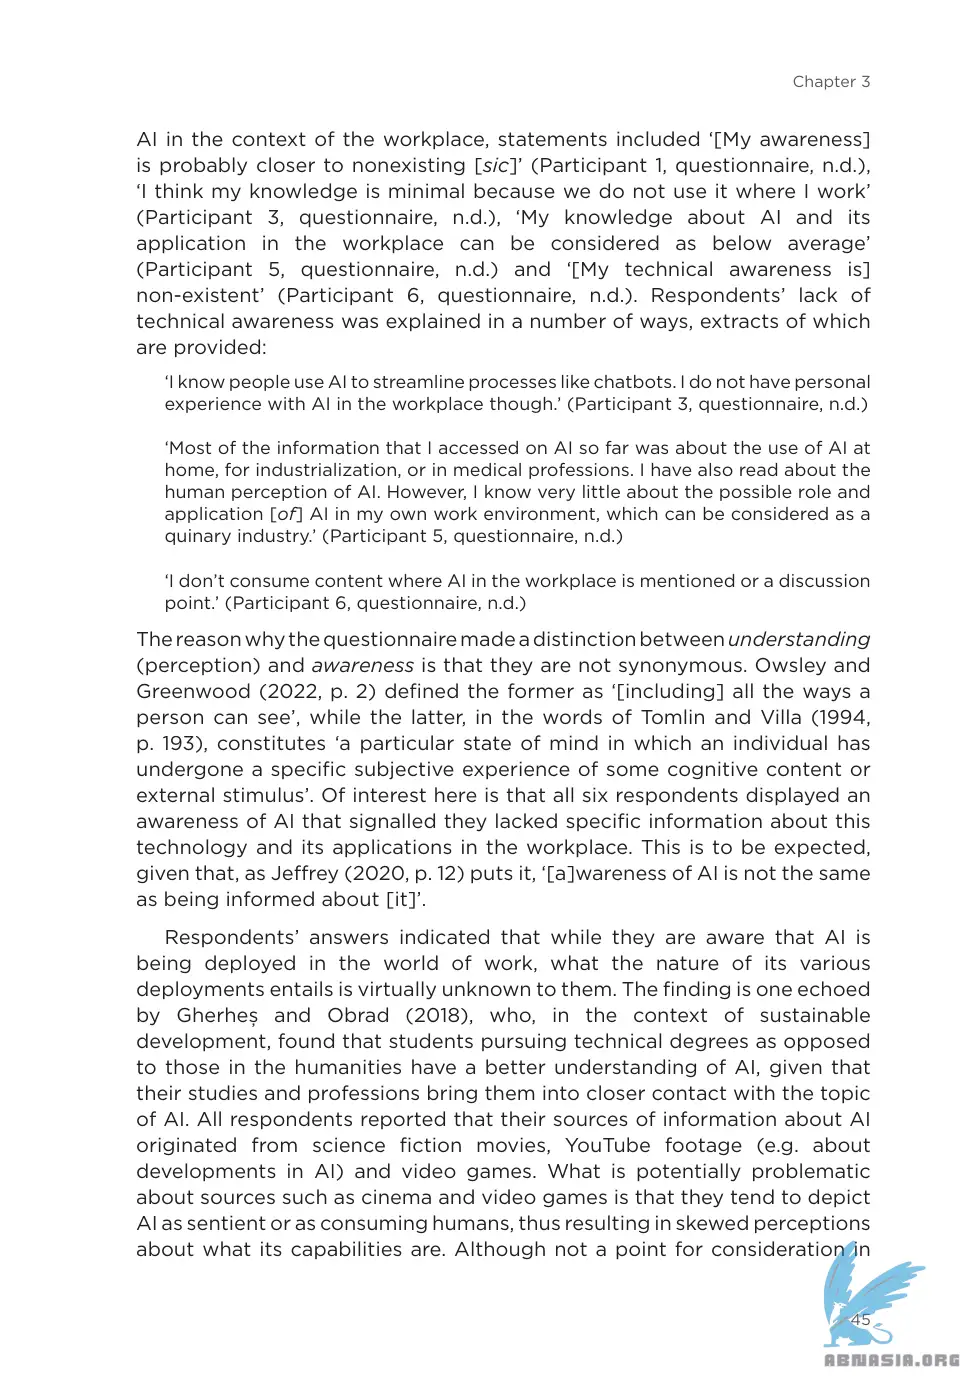 Chapter 3
AI in the context of the workplace, statements included ‘[My awareness]
is probably closer to nonexisting [sic]’ (Participant 1, questionnaire, n.d.),
‘I think my knowledge is minimal because we do not use it where I work’
(Participant 3, questionnaire, n.d.), ‘My knowledge about AI and its
application in the workplace can be considered as below average’
(Participant 5, questionnaire, n.d.) and ‘[My technical awareness is]
non-existent’ (Participant 6, questionnaire, n.d.). Respondents’ lack of
technical awareness was explained in a number of ways, extracts of which
are provided:
‘I know people use AI to streamline processes like chatbots. I do not have personal
experience with AI in the workplace though.’ (Participant 3, questionnaire, n.d.)
‘Most of the information that I accessed on AI so far was about the use of AI at
home, for industrialization, or in medical professions. I have also read about the
human perception of AI. However, I know very little about the possible role and
application [of] AI in my own work environment, which can be considered as a
quinary industry.’ (Participant 5, questionnaire, n.d.)
‘I don’t consume content where AI in the workplace is mentioned or a discussion
point.’ (Participant 6, questionnaire, n.d.)
The reason why the questionnaire made a distinction between understanding
(perception) and awareness is that they are not synonymous. Owsley and
Greenwood (2022, p. 2) defined the former as ‘[including] all the ways a
person can see’, while the latter, in the words of Tomlin and Villa (1994,
p. 193), constitutes ‘a particular state of mind in which an individual has
undergone a specific subjective experience of some cognitive content or
external stimulus’. Of interest here is that all six respondents displayed an
awareness of AI that signalled they lacked specific information about this
technology and its applications in the workplace. This is to be expected,
given that, as Jeffrey (2020, p. 12) puts it, ‘[a]wareness of AI is not the same
as being informed about [it]’.
Respondents’ answers indicated that while they are aware that AI is
being deployed in the world of work, what the nature of its various
deployments entails is virtually unknown to them. The finding is one echoed
by Gherheș and Obrad (2018), who, in the context of sustainable
development, found that students pursuing technical degrees as opposed
to those in the humanities have a better understanding of AI, given that
their studies and professions bring them into closer contact with the topic
of AI. All respondents reported that their sources of information about AI
originated from science fiction movies, YouTube footage (e.g. about
developments in AI) and video games. What is potentially problematic
about sources such as cinema and video games is that they tend to depict
AI as sentient or as consuming humans, thus resulting in skewed perceptions
about what its capabilities are. Although not a point for consideration in
45
ABNASIA.ORG